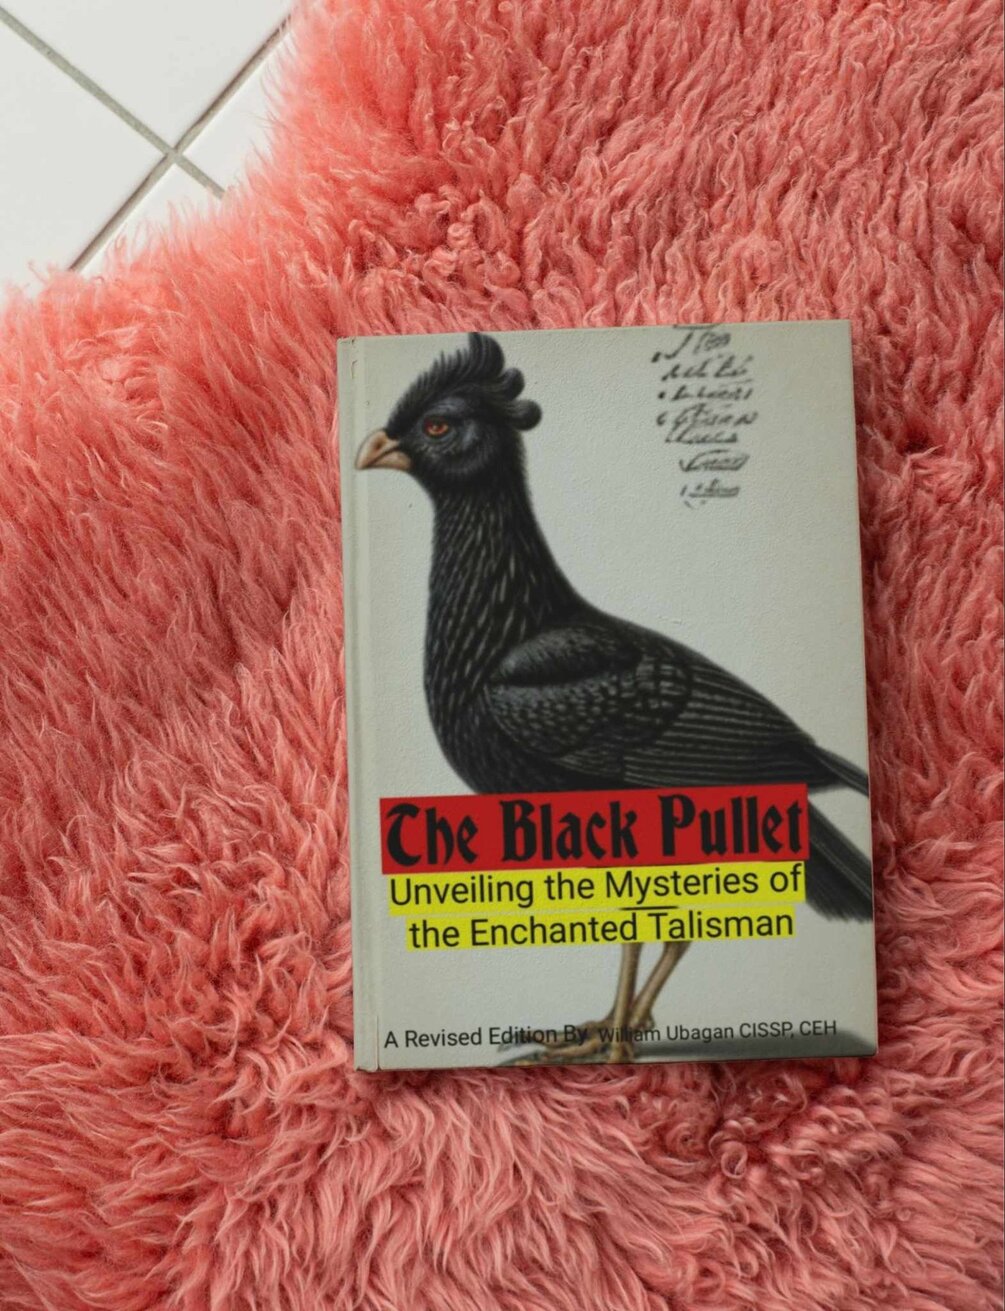 The Black Pullet
Unveiling the Mysteries of
the Enchanted Talisman
A Revised Edition By William Ubagan CISSP, CEH